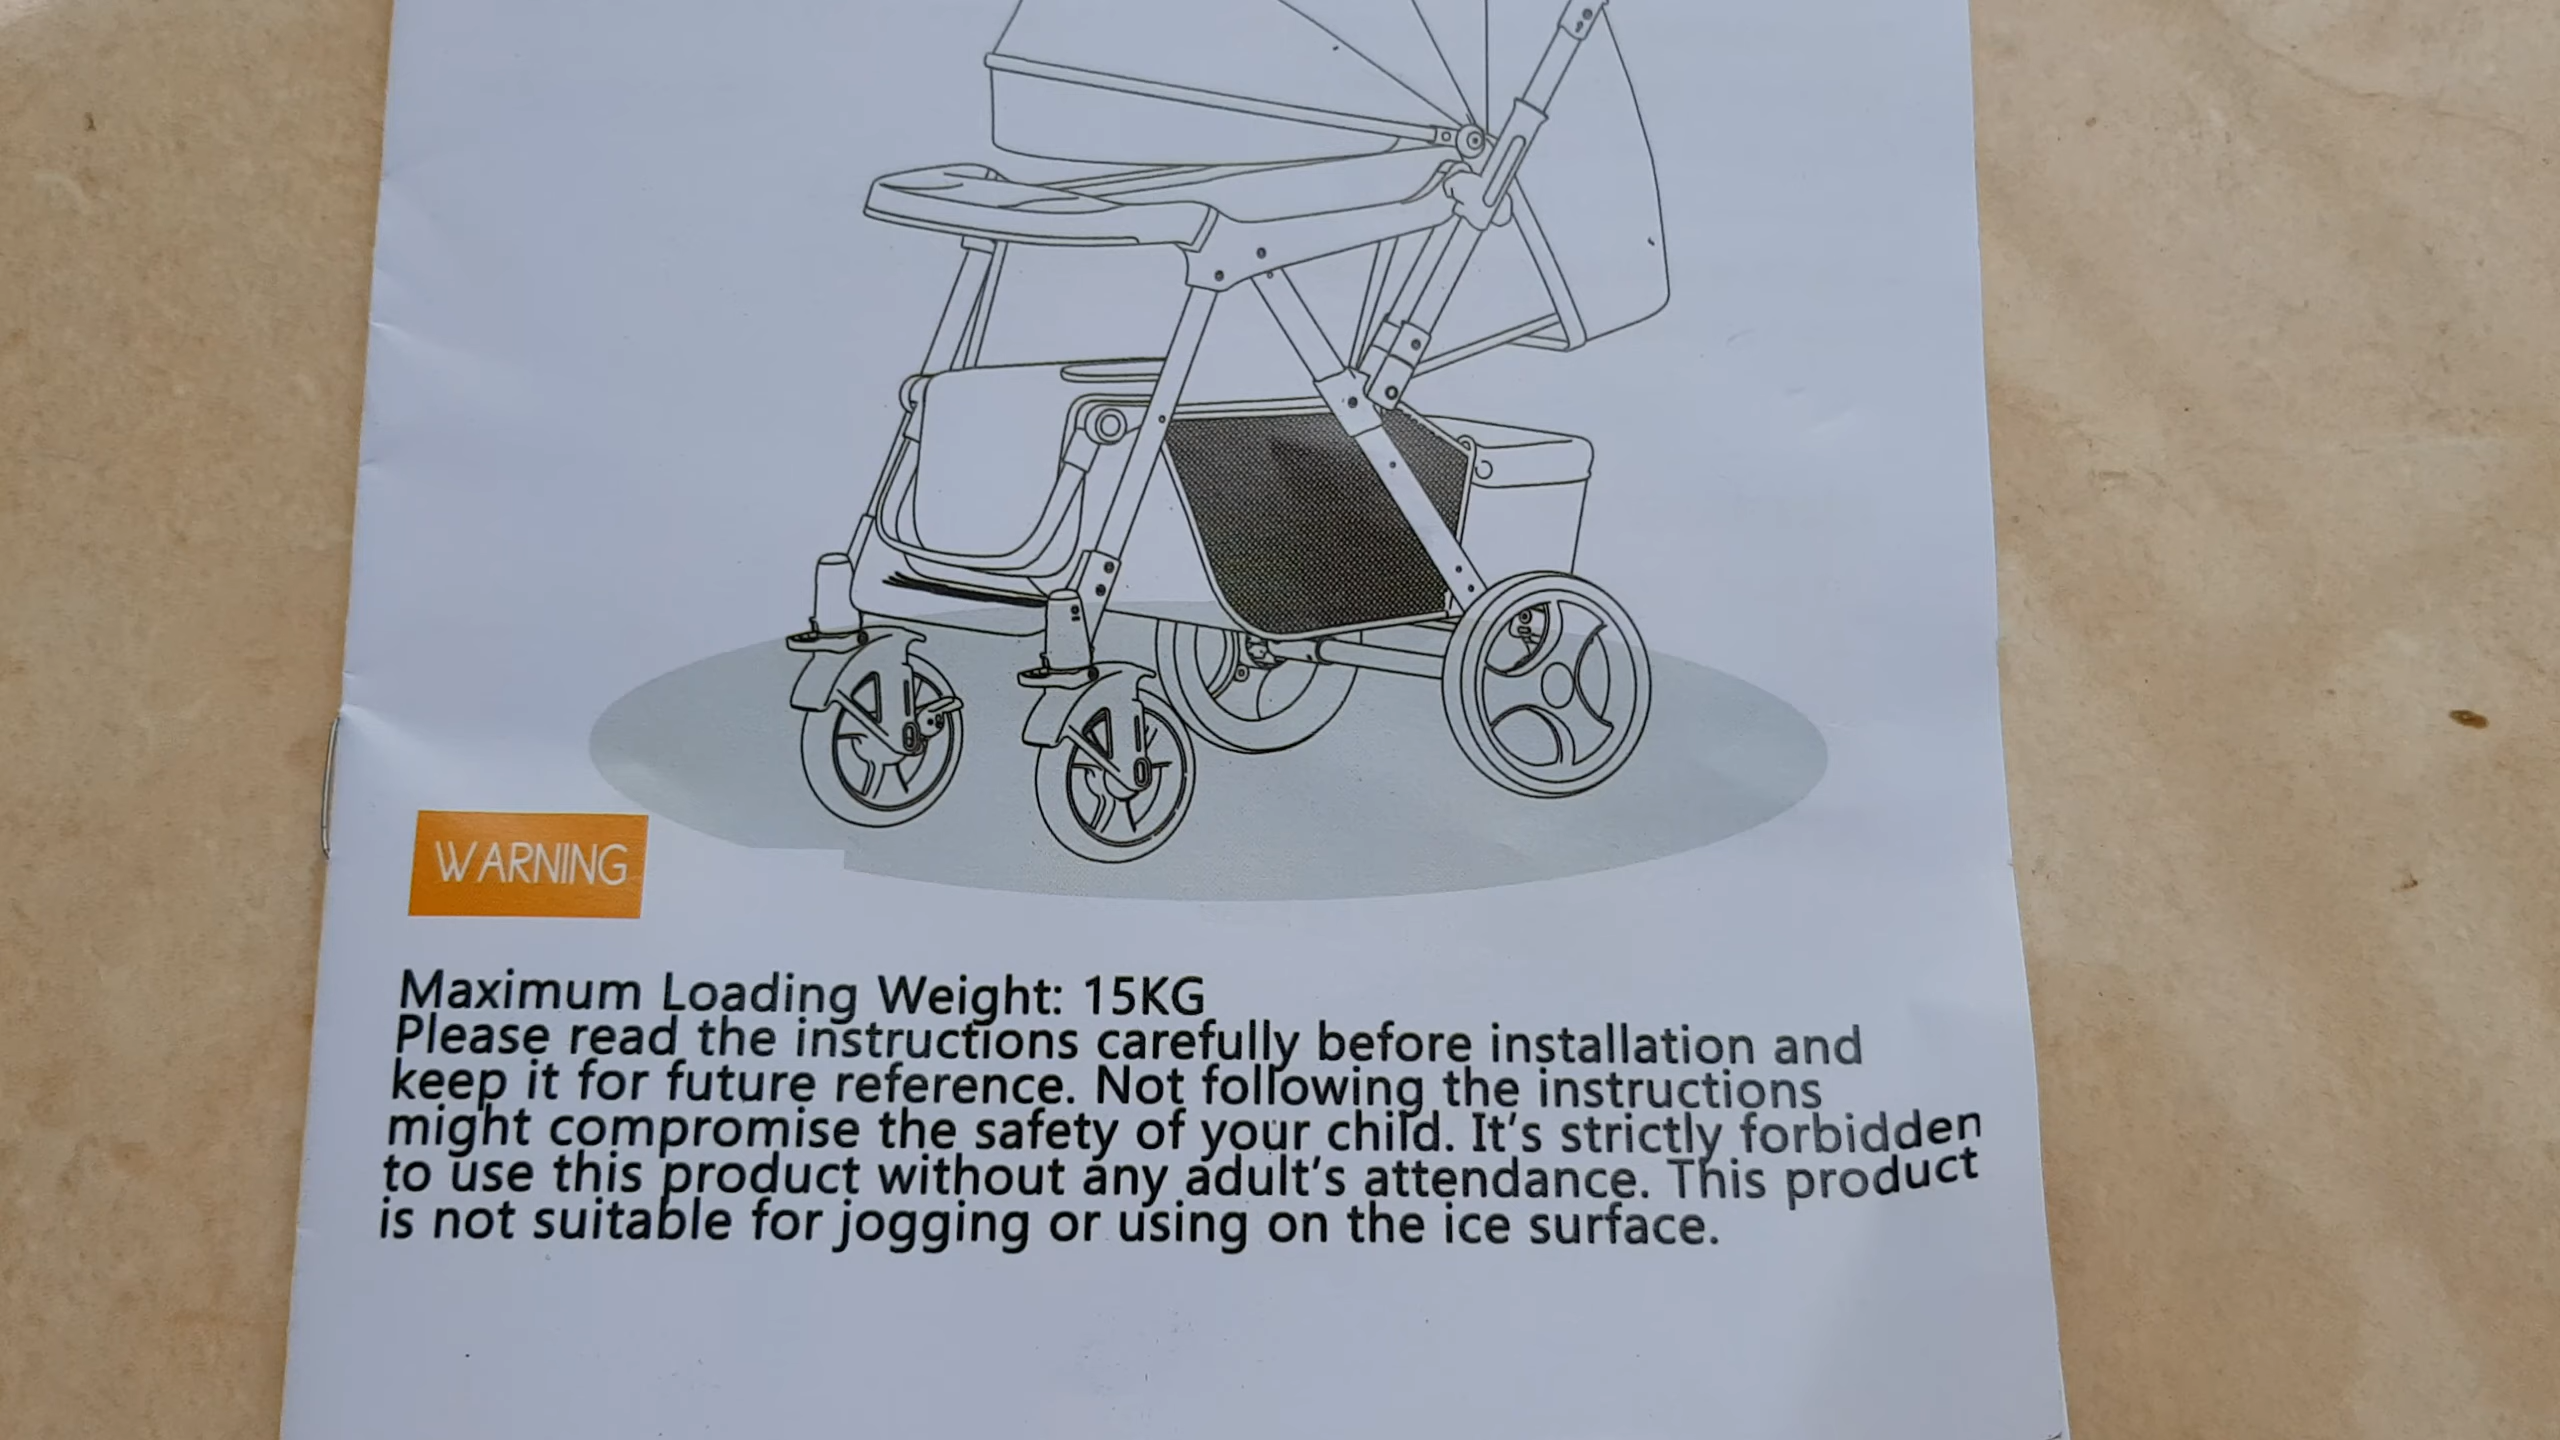 WARNING
Maximum Loading Weight: 15KG
Please read the instructions carefully before installation and
keep it for future reference. Not following the instructions
might compromise the safety of your child. It's strictly forbidden
to use this product without any adult's attendance. This product
is not suitable for jogging or using on the ice surface.